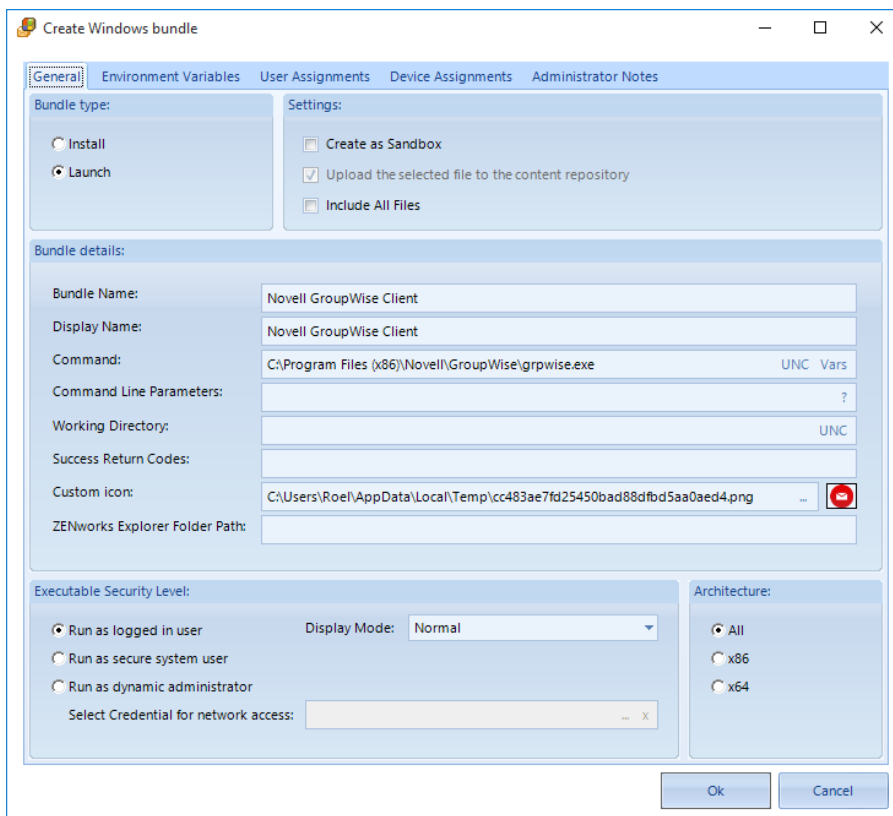 Create Windows bundle
General Environment Variables User Assignments Device Assignments Administrator Notes
Bundle type:
Install
Launch
Settings:
Create as Sandbox
Upload the selected file to the content repository
Include All Files
Bundle details:
Bundle Name: Novell GroupWise Client
Display Name: Novell GroupWise Client
Command: C:\Program Files (x86)\Novell\GroupWise\grpwise.exe UNC Vars
Command Line Parameters: ?
Working Directory: UNC
Success Return Codes:
Custom icon: C:\Users\Roel\AppData\Local\Temp\cc483ae7fd25450bad88dfbd5aa0aed4.png ...
ZENworks Explorer Folder Path:
Executable Security Level:
Run as logged in user Display Mode: Normal
Run as secure system user
Run as dynamic administrator
Select Credential for network access: ... x
Architecture:
All
x86
x64
Ok Cancel